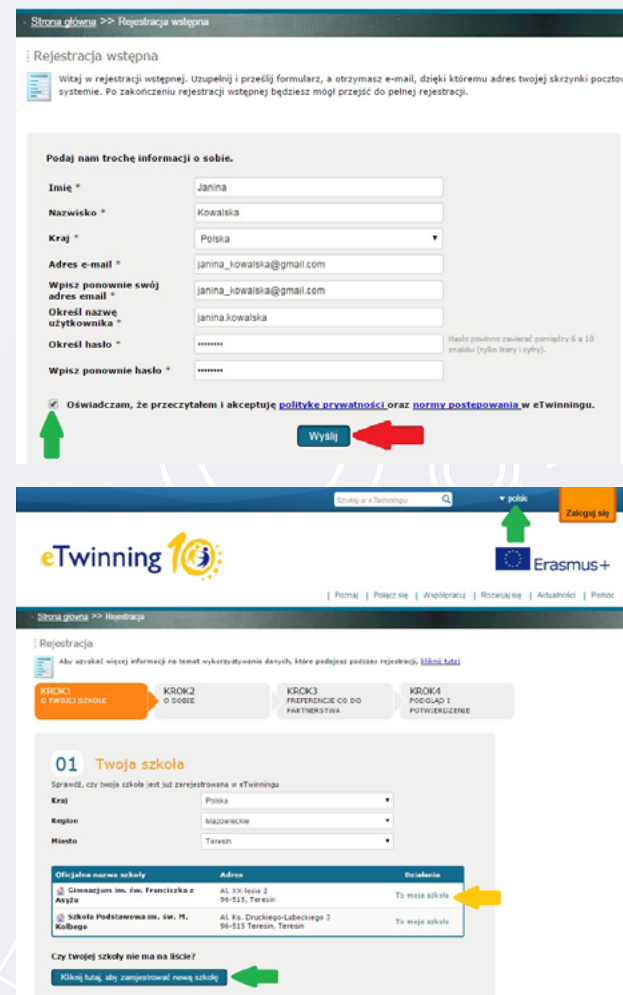 Strona główna >> Rejestracja wstępna
Rejestracja wstępna
Witaj w rejestracji wstępnej. Uzupełnij i prześlij formularz, a otrzymasz e-mail, dzięki któremu adres twojej skrzynki
systemie. Po zakończeniu rejestracji wstępnej będziesz mógł przejść do pełnej rejestracji.
Podaj nam trochę informacji o sobie.
Imię * Janina
Nazwisko * Kowalska
Kraj * Polska
Adres e-mail * janina_kowalska@gmail.com
Wpisz ponownie swój
adres email * janina_kowalska@gmail.com
Określ nazwę
użytkownika * janina.kowalska
Określ hasło * ••••••••
Hasło powinno zawierać pomiędzy 6 a 10
znaków (tylko litery i cyfry).
Wpisz ponownie hasło * ••••••••
Oświadczam, że przeczytałem i akceptuję politykę prywatności oraz normy postępowania w eTwinningu.
Wyślij
Szukaj w eTwinningu
polski
Zaloguj się
eTwinning 10
Erasmus+
| Poznaj | Połącz się | Współpracuj | Rozwijaj się | Aktualności | Pomoc
Strona główna >> Rejestracja
Rejestracja
Aby uzyskać więcej informacji na temat wykorzystywania danych, które podajesz podczas rejestracji, kliknij tutaj
KROK1
O TWOJEJ SZKOLE
KROK2
O SOBIE
KROK3
PREFERENCJE CO DO
PARTNERSTWA
KROK4
PODGLĄD I
POTWIERDZENIE
01 Twoja szkoła
Sprawdź, czy twoja szkoła jest już zarejestrowana w eTwinningu
Kraj Polska
Region Mazowieckie
Miasto Teresin
Oficjalna nazwa szkoły Adres Działania
Gimnazjum im. św. Franciszka z
Asyżu
Al. XX-lecia 2
96-515, Teresin
To moja szkoła
Szkoła Podstawowa im. św. M.
Kolbego
Al. Ks. Druckiego-Lubeckiego 3
96-515 Teresin, Teresin
To moja szkoła
Czy twojej szkoły nie ma na liście?
Kliknij tutaj, aby zarejestrować nową szkołę